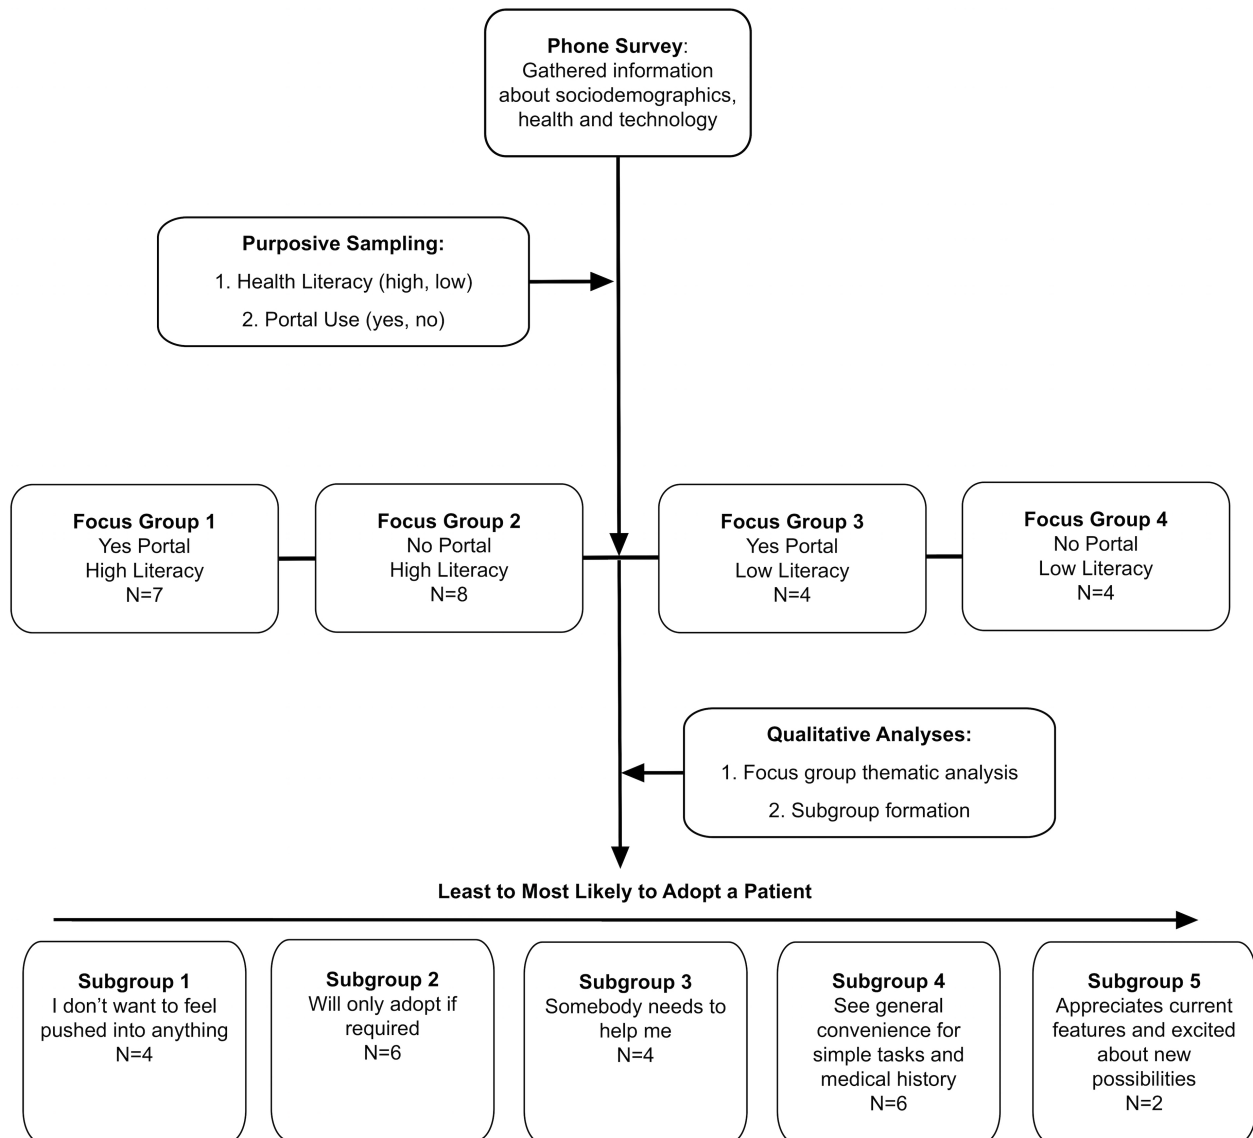 Phone Survey:
Gathered information
about sociodemographics,
health and technology
Purposive Sampling:
1. Health Literacy (high, low)
2. Portal Use (yes, no)
Focus Group 1
Yes Portal
High Literacy
N=7
Focus Group 2
No Portal
High Literacy
N=8
Focus Group 3
Yes Portal
Low Literacy
N=4
Focus Group 4
No Portal
Low Literacy
N=4
Qualitative Analyses:
1. Focus group thematic analysis
2. Subgroup formation
Least to Most Likely to Adopt a Patient
Subgroup 1
I don’t want to feel
pushed into anything
N=4
Subgroup 2
Will only adopt if
required
N=6
Subgroup 3
Somebody needs to
help me
N=4
Subgroup 4
See general
convenience for
simple tasks and
medical history
N=6
Subgroup 5
Appreciates current
features and excited
about new
possibilities
N=2